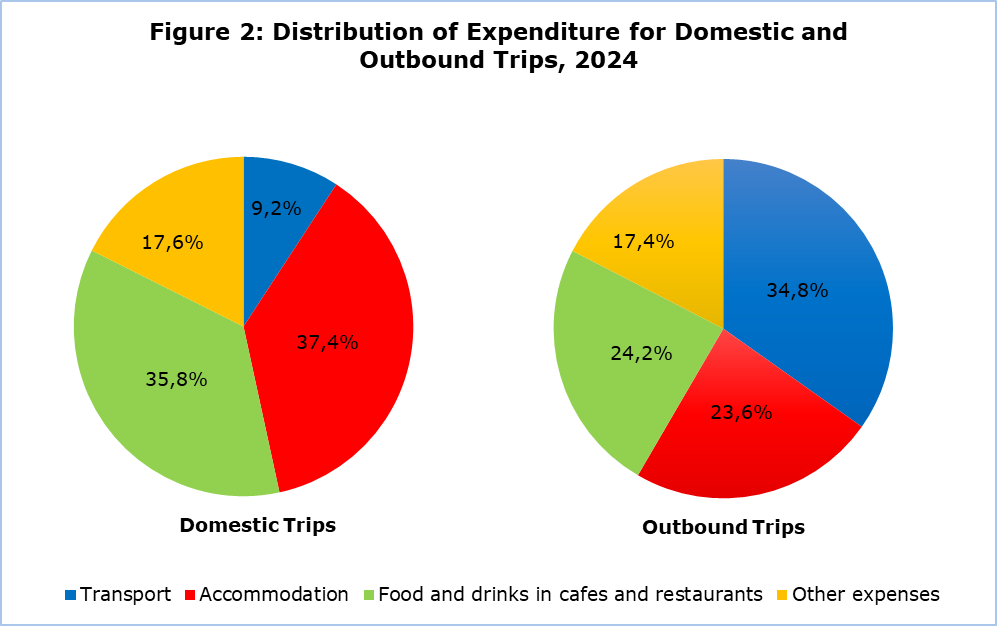 Figure 2: Distribution of Expenditure for Domestic and
Outbound Trips, 2024
9,2%
37,4%
35,8%
17,6%
Domestic Trips
34,8%
23,6%
24,2%
17,4%
Outbound Trips
Transport
Accommodation
Food and drinks in cafes and restaurants
Other expenses